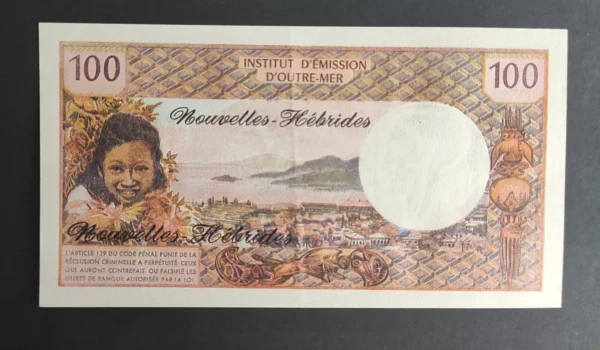 100
INSTITUT D'ÉMISSION
D'OUTRE-MER
100
Nouvelles-Hébrides
Nouvelles-Hébrides
L'ARTICLE 139 DU CODE PÉNAL PUNIT DE LA
RÉCLUSION CRIMINELLE A PERPÉTUITÉ CEUX
QUI AURONT CONTREFAIT OU FALSIFIÉ LES
BILLETS DE BANQUE AUTORISÉS PAR LA LOI